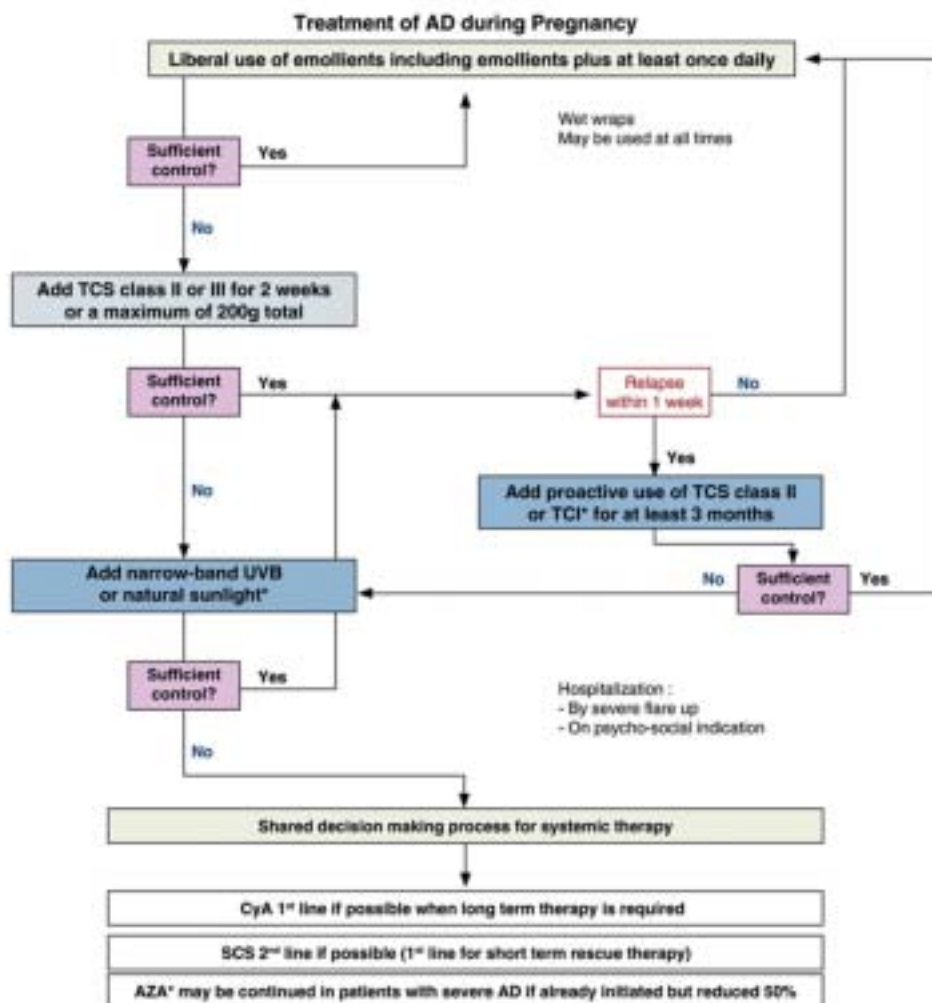 Treatment of AD during Pregnancy
Liberal use of emollients including emollients plus at least once daily
Wet wraps
May be used at all times
Sufficient
control?
Yes
No
Add TCS class II or III for 2 weeks
or a maximum of 200g total
Sufficient
control?
Yes
Relapse
within 1 week
No
Yes
No
Add proactive use of TCS class II
or TCI* for at least 3 months
Add narrow-band UVB
or natural sunlight*
No
Sufficient
control?
Yes
Sufficient
control?
Yes
Hospitalization :
- By severe flare up
- On psycho-social indication
No
Shared decision making process for systemic therapy
CyA 1st line if possible when long term therapy is required
SCS 2nd line if possible (1st line for short term rescue therapy)
AZA* may be continued in patients with severe AD if already initiated but reduced 50%